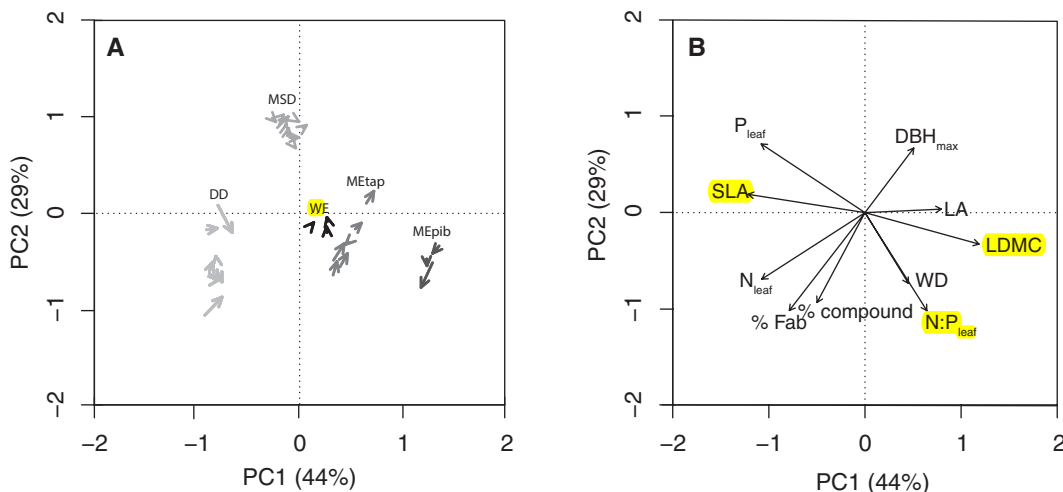 A
MSD
DD
WE
MEtap
MEpib
2
1
0
−1
−2
PC2 (29%)
−2
−1
0
1
2
PC1 (44%)
B
Pleaf
DBHmax
SLA
LA
LDMC
Nleaf
WD
% Fab
% compound
N:Pleaf
2
1
0
−1
−2
PC2 (29%)
−2
−1
0
1
2
PC1 (44%)